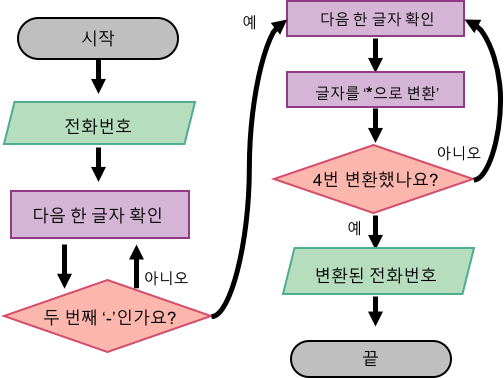 시작
전화번호
다음 한 글자 확인
아니오
두 번째 ‘-’인가요?
예
다음 한 글자 확인
글자를 ‘*으로 변환’
아니오
4번 변환했나요?
예
변환된 전화번호
끝